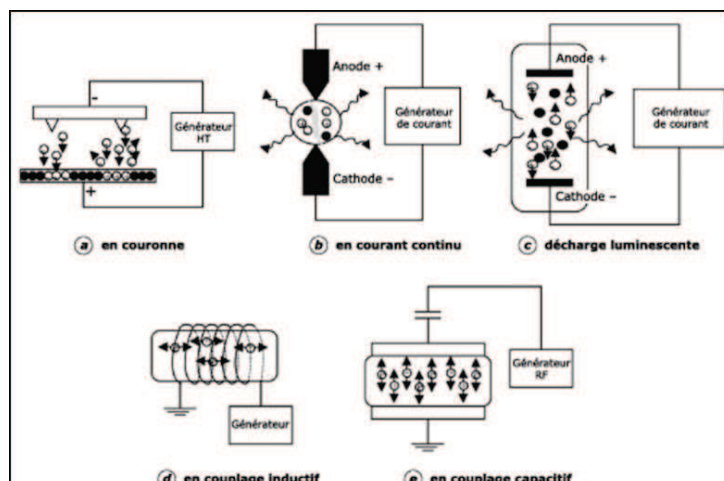 -
Générateur
HT
+
a en couronne
Anode +
Cathode –
Générateur
de courant
b en courant continu
Anode +
Cathode –
Générateur
de courant
c décharge luminescente
Générateur
d en couplage inductif
Générateur
RF
e en couplage capacitif